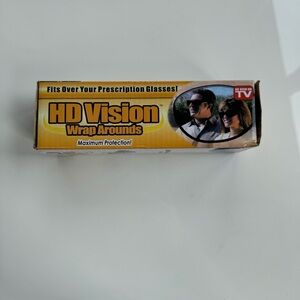 Fits Over Your Prescription Glasses!
HD Vision
Wrap Arounds
Maximum Protection!
AS SEEN ON
TV